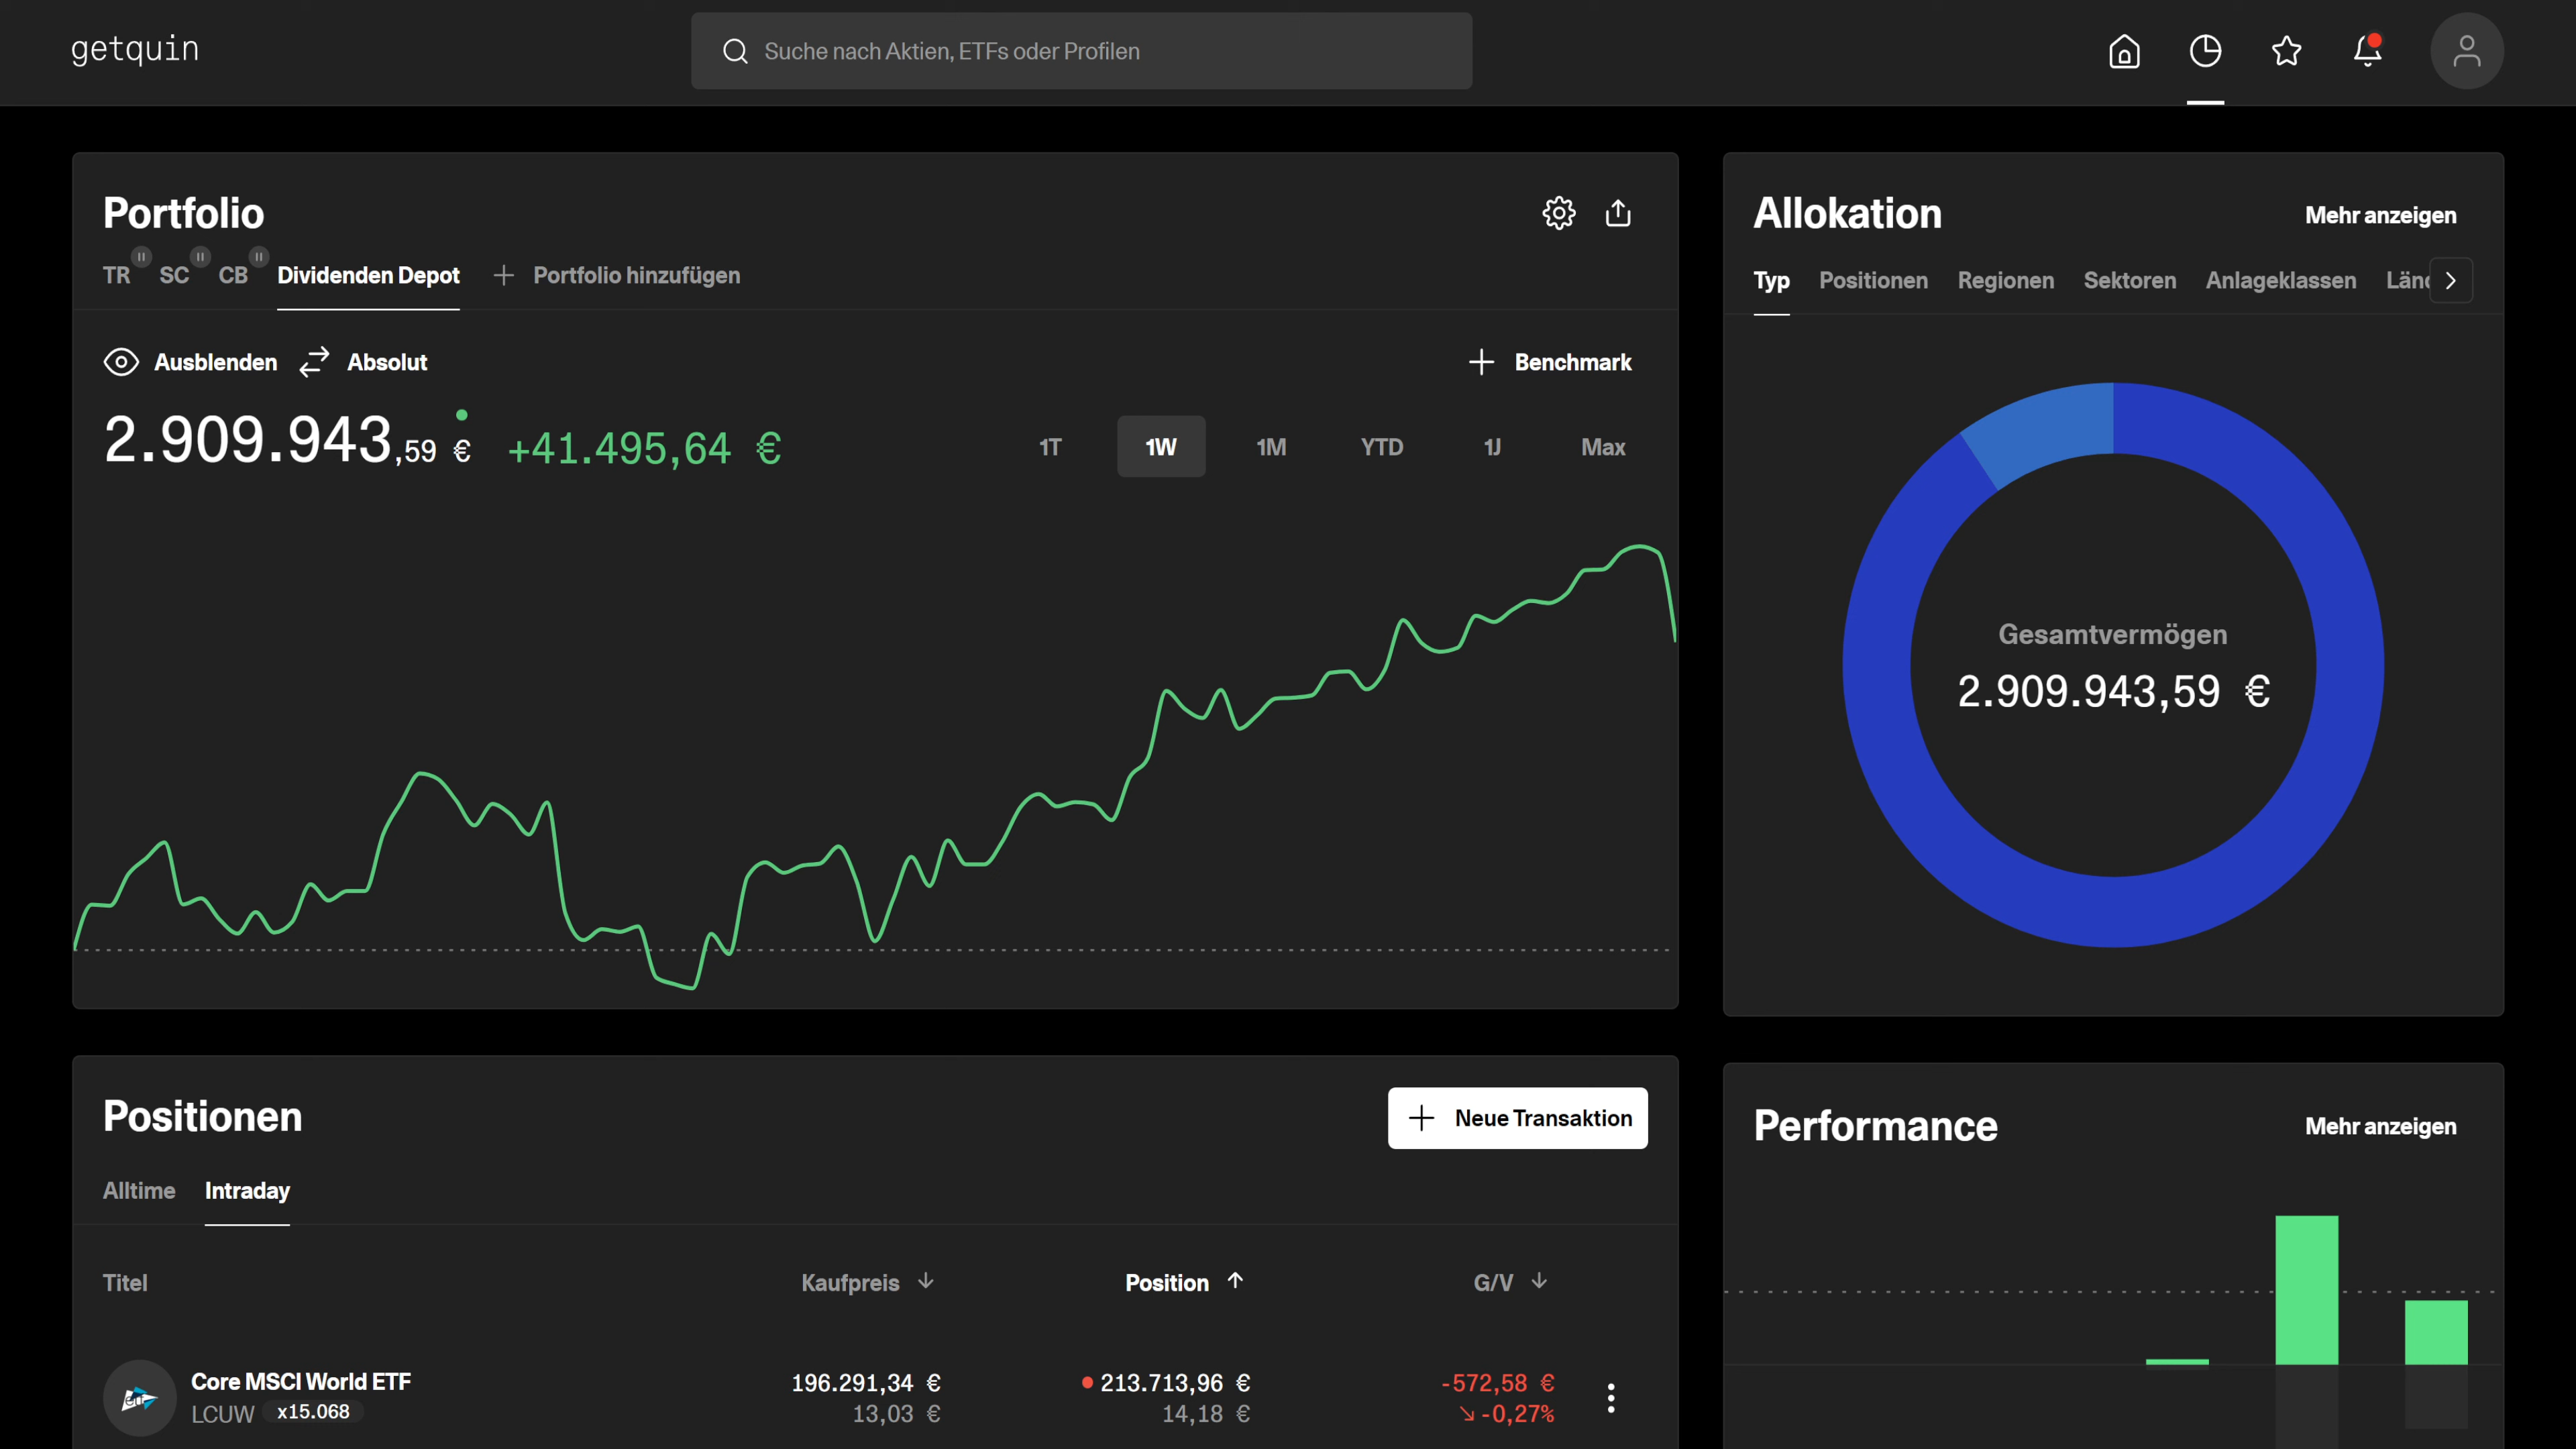 getquin
Suche nach Aktien, ETFs oder Profilen
Portfolio
TR SC CB Dividenden Depot + Portfolio hinzufügen
Ausblenden Absolut
+ Benchmark
2.909.943,59 € +41.495,64 €
1T 1W 1M YTD 1J Max
Allokation
Mehr anzeigen
Typ Positionen Regionen Sektoren Anlageklassen Länd
Gesamtvermögen
2.909.943,59 €
Positionen
+ Neue Transaktion
Alltime Intraday
Titel Kaufpreis ↓ Position ↑ G/V ↓
Core MSCI World ETF 196.291,34 € 213.713,96 € -572,58 €
LCUW x15.068 13,03 € 14,18 € ↘ -0,27%
Performance
Mehr anzeigen